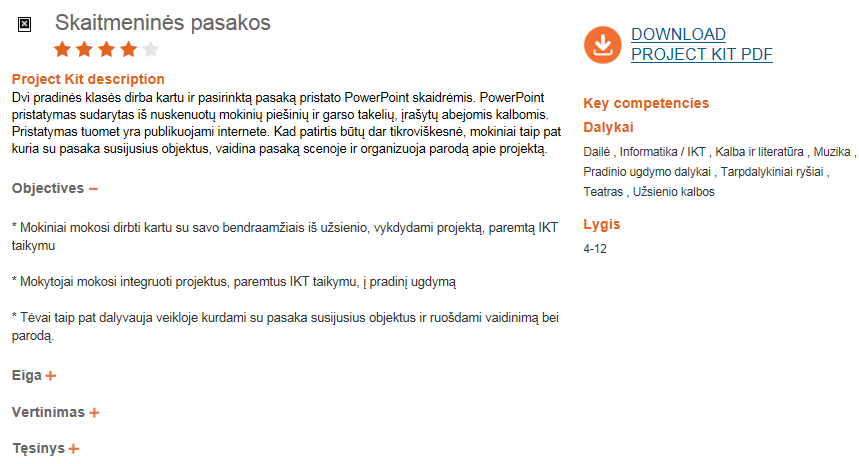 Skaitmeninės pasakos
Project Kit description
Dvi pradinės klasės dirba kartu ir pasirinktą pasaką pristato PowerPoint skaidrėmis. PowerPoint
pristatymas sudarytas iš nuskenuotų mokinių piešinių ir garso takelių, įrašytų abejomis kalbomis.
Pristatymas tuomet yra publikuojami internete. Kad patirtis būtų dar tikroviškesnė, mokiniai taip pat
kuria su pasaka susijusius objektus, vaidina pasaką scenoje ir organizuoja parodą apie projektą.
Objectives
* Mokiniai mokosi dirbti kartu su savo bendraamžiais iš užsienio, vykdydami projektą, paremtą IKT
taikymu
* Mokytojai mokosi integruoti projektus, paremtus IKT taikymu, į pradinį ugdymą
* Tėvai taip pat dalyvauja veikloje kurdami su pasaka susijusius objektus ir ruošdami vaidinimą bei
parodą.
Eiga
Vertinimas
Tęsinys
DOWNLOAD
PROJECT KIT PDF
Key competencies
Dalykai
Dailė , Informatika / IKT , Kalba ir literatūra , Muzika ,
Pradinio ugdymo dalykai , Tarpdalykiniai ryšiai ,
Teatras , Užsienio kalbos
Lygis
4-12